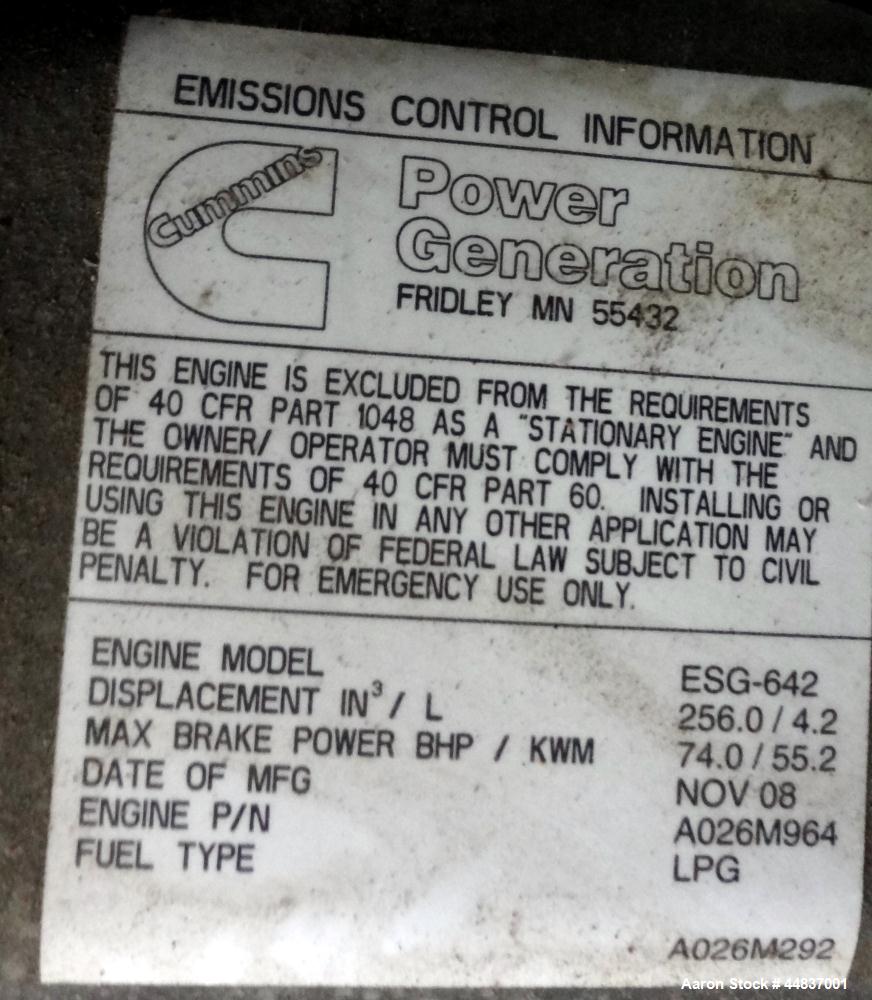 EMISSIONS CONTROL INFORMATION
Cummins
Power
Generation
FRIDLEY MN 55432
THIS ENGINE IS EXCLUDED FROM THE REQUIREMENTS
OF 40 CFR PART 1048 AS A "STATIONARY ENGINE" AND
THE OWNER/ OPERATOR MUST COMPLY WITH THE
REQUIREMENTS OF 40 CFR PART 60. INSTALLING OR
USING THIS ENGINE IN ANY OTHER APPLICATION MAY
BE A VIOLATION OF FEDERAL LAW SUBJECT TO CIVIL
PENALTY. FOR EMERGENCY USE ONLY.
ENGINE MODEL ESG-642
DISPLACEMENT IN³/ L 256.0 / 4.2
MAX BRAKE POWER BHP / KWM 74.0 / 55.2
DATE OF MFG NOV 08
ENGINE P/N A026M964
FUEL TYPE LPG
A026M292
Aaron Stock # 44837001